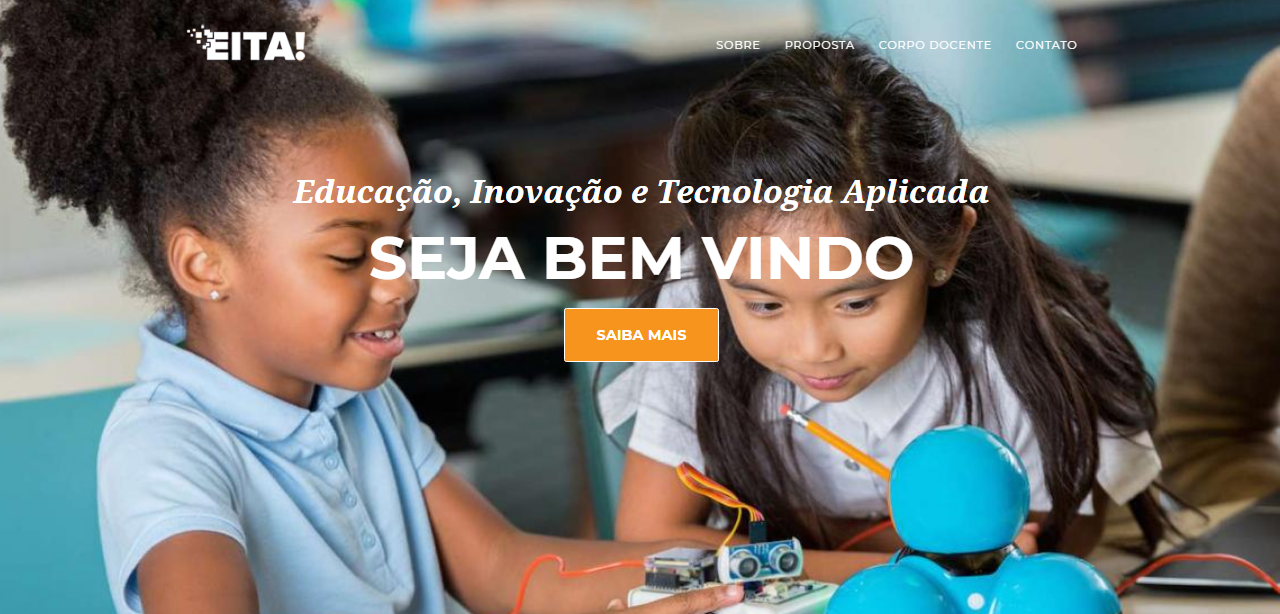 EITA!
SOBRE PROPOSTA CORPO DOCENTE CONTATO
Educação, Inovação e Tecnologia Aplicada
SEJA BEM VINDO
SAIBA MAIS